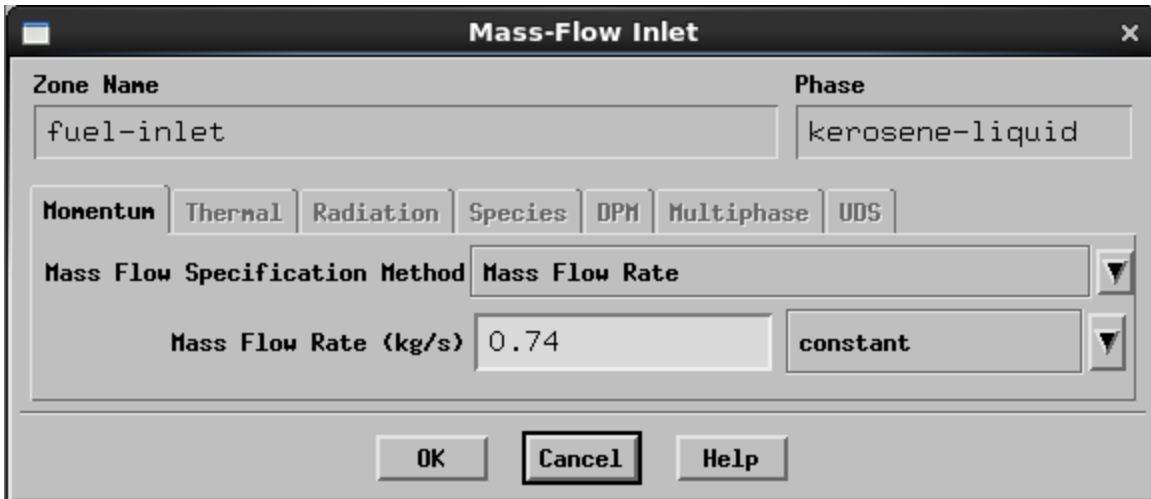 Mass-Flow Inlet
Zone Name Phase
fuel-inlet kerosene-liquid
Momentum Thermal Radiation Species DPM Multiphase UDS
Mass Flow Specification Method Mass Flow Rate
Mass Flow Rate (kg/s) 0.74 constant
OK Cancel Help